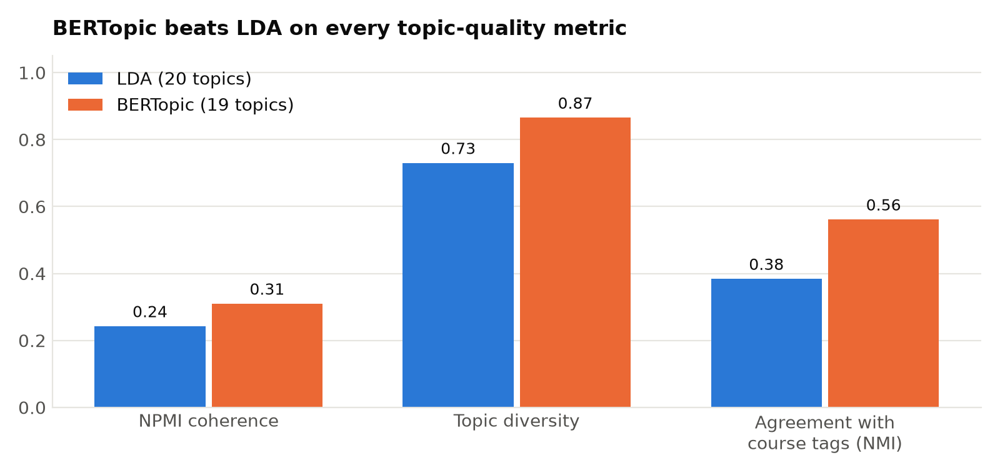 BERTopic beats LDA on every topic-quality metric
1.0
0.8
0.6
0.4
0.2
0.0
LDA (20 topics)
BERTopic (19 topics)
0.24
0.31
0.73
0.87
0.38
0.56
NPMI coherence
Topic diversity
Agreement with
course tags (NMI)